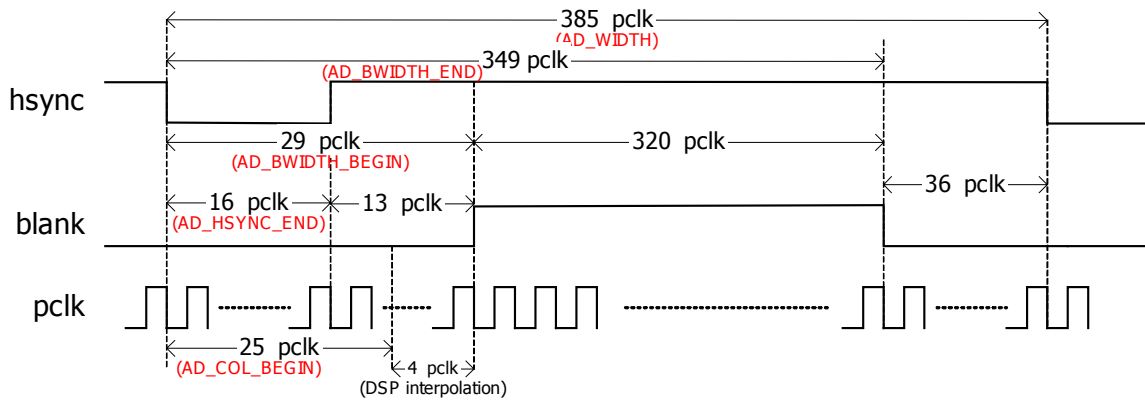 385 pclk
(AD_WIDTH)
349 pclk
(AD_BWIDTH_END)
hsync
29 pclk
320 pclk
(AD_BWIDTH_BEGIN)
36 pclk
16 pclk
13 pclk
(AD_HSYNC_END)
blank
pclk
25 pclk
(AD_COL_BEGIN)
4 pclk
(DSP interpolation)